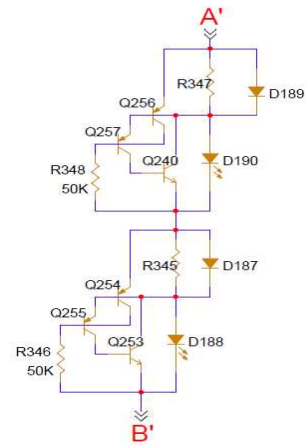 A'
R347
D189
Q256
Q257
Q240
D190
R348
50K
R345
D187
Q254
Q255
Q253
D188
R346
50K
B'